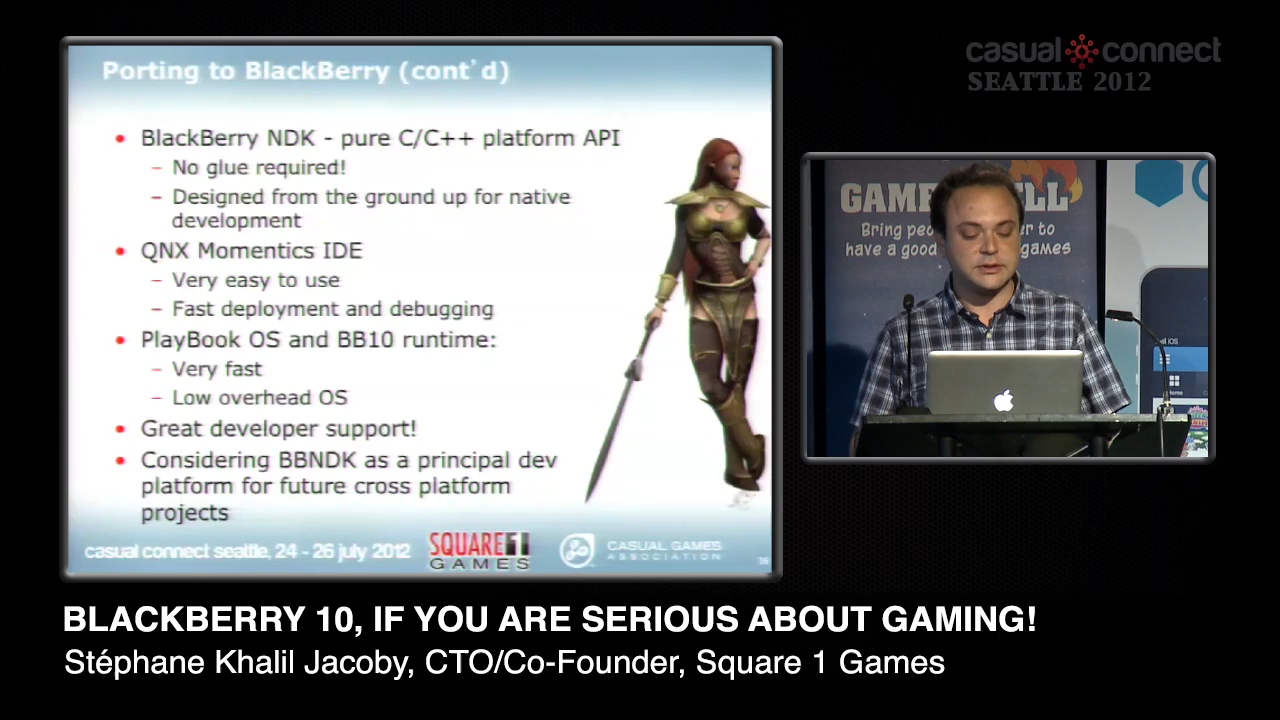 casual connect
SEATTLE 2012
Porting to BlackBerry (cont'd)
• BlackBerry NDK - pure C/C++ platform API
– No glue required!
– Designed from the ground up for native
development
• QNX Momentics IDE
– Very easy to use
– Fast deployment and debugging
• PlayBook OS and BB10 runtime:
– Very fast
– Low overhead OS
• Great developer support!
• Considering BBNDK as a principal dev
platform for future cross platform
projects
casual connect seattle, 24 - 26 july 2012
SQUARE 1
GAMES
CASUAL GAMES
ASSOCIATION
GAME
Bring
to
have a good
games
BLACKBERRY 10, IF YOU ARE SERIOUS ABOUT GAMING!
Stéphane Khalil Jacoby, CTO/Co-Founder, Square 1 Games